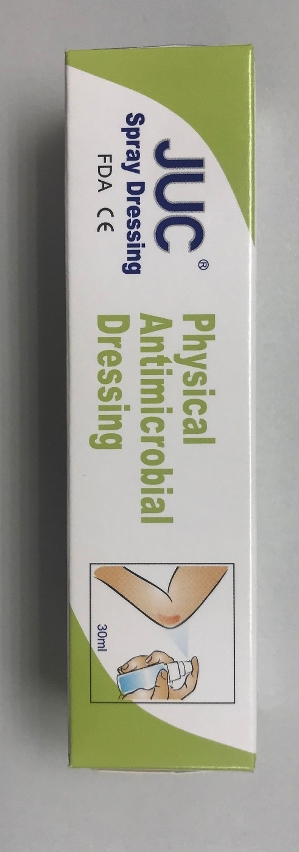 JUC®
Spray Dressing
FDA CE
Physical
Antimicrobial
Dressing
30ml